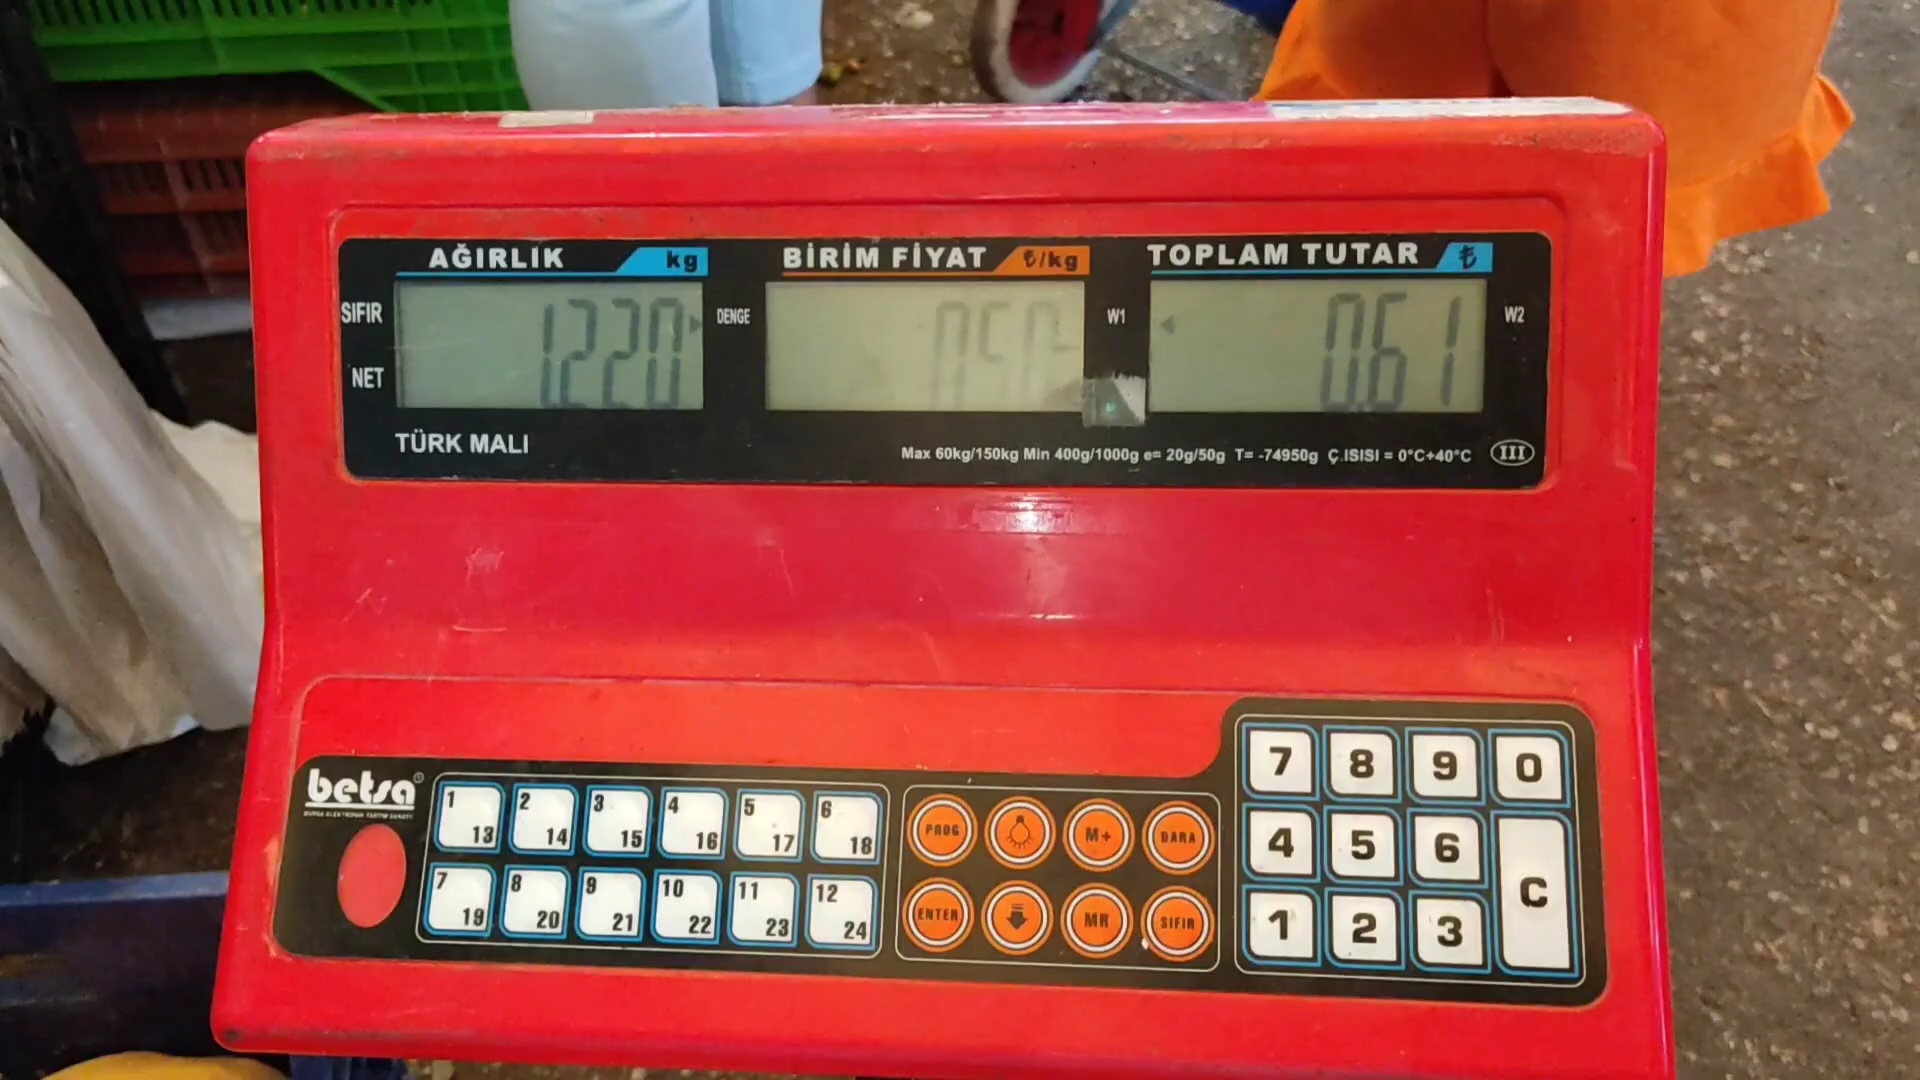 AĞIRLIK kg
BİRİM FİYAT ₺/kg
TOPLAM TUTAR ₺
SIFIR
NET
1.220
DENGE
0.50
W1
0.61
W2
TÜRK MALI
Max 60kg/150kg Min 400g/1000g e= 20g/50g T= -74950g Ç.ISISI = 0°C+40°C III
betsa®
1 13
2 14
3 15
4 16
5 17
6 18
7 19
8 20
9 21
10 22
11 23
12 24
PROG
M+
DARA
ENTER
MR
SIFIR
7 8 9 0
4 5 6
C
1 2 3